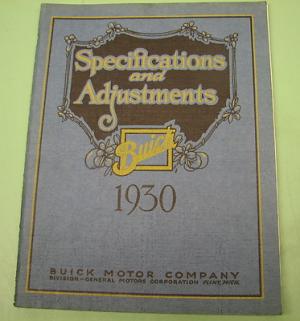 Specifications
and
Adjustments
Buick
1930
BUICK MOTOR COMPANY
DIVISION-GENERAL MOTORS CORPORATION FLINT, MICH.